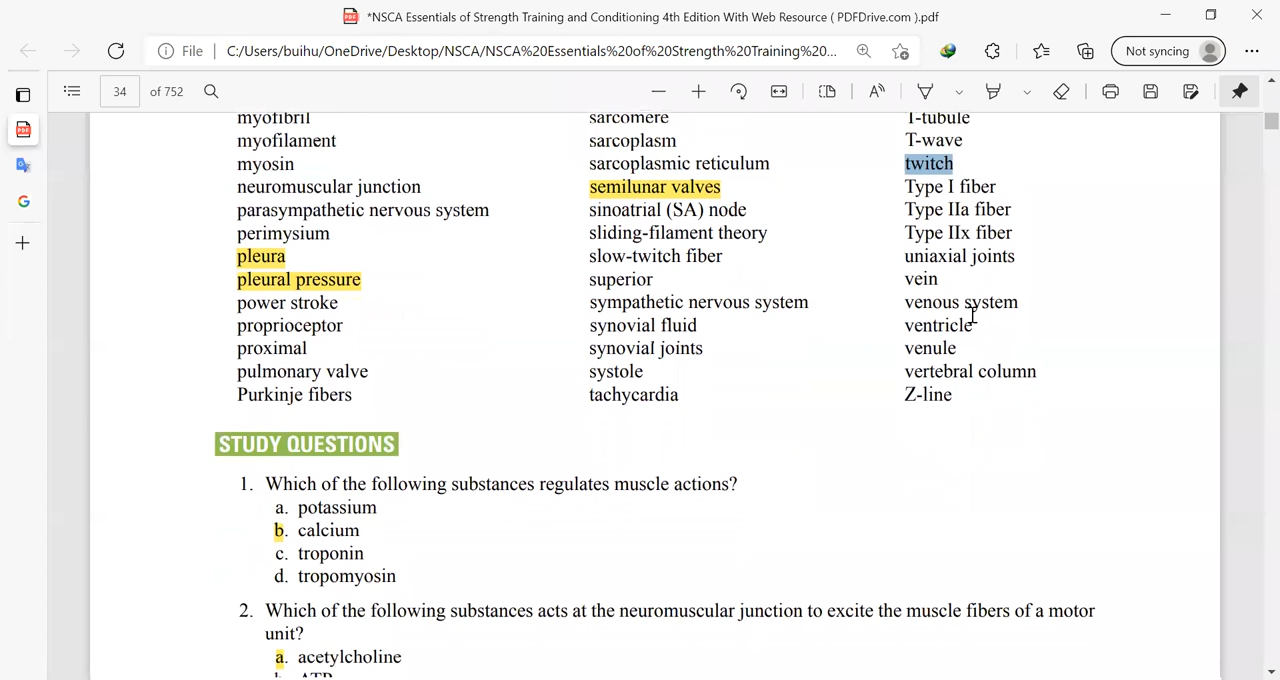 *NSCA Essentials of Strength Training and Conditioning 4th Edition With Web Resource ( PDFDrive.com ).pdf
File C:/Users/buihu/OneDrive/Desktop/NSCA/NSCA%20Essentials%20of%20Strength%20Training%20... Not syncing
34 of 752
myofibril
myofilament
myosin
neuromuscular junction
parasympathetic nervous system
perimysium
pleura
pleural pressure
power stroke
proprioceptor
proximal
pulmonary valve
Purkinje fibers
sarcomere
sarcoplasm
sarcoplasmic reticulum
semilunar valves
sinoatrial (SA) node
sliding-filament theory
slow-twitch fiber
superior
sympathetic nervous system
synovial fluid
synovial joints
systole
tachycardia
T-tubule
T-wave
twitch
Type I fiber
Type IIa fiber
Type IIx fiber
uniaxial joints
vein
venous system
ventricle
venule
vertebral column
Z-line
STUDY QUESTIONS
1. Which of the following substances regulates muscle actions?
a. potassium
b. calcium
c. troponin
d. tropomyosin
2. Which of the following substances acts at the neuromuscular junction to excite the muscle fibers of a motor
unit?
a. acetylcholine
b. ATP